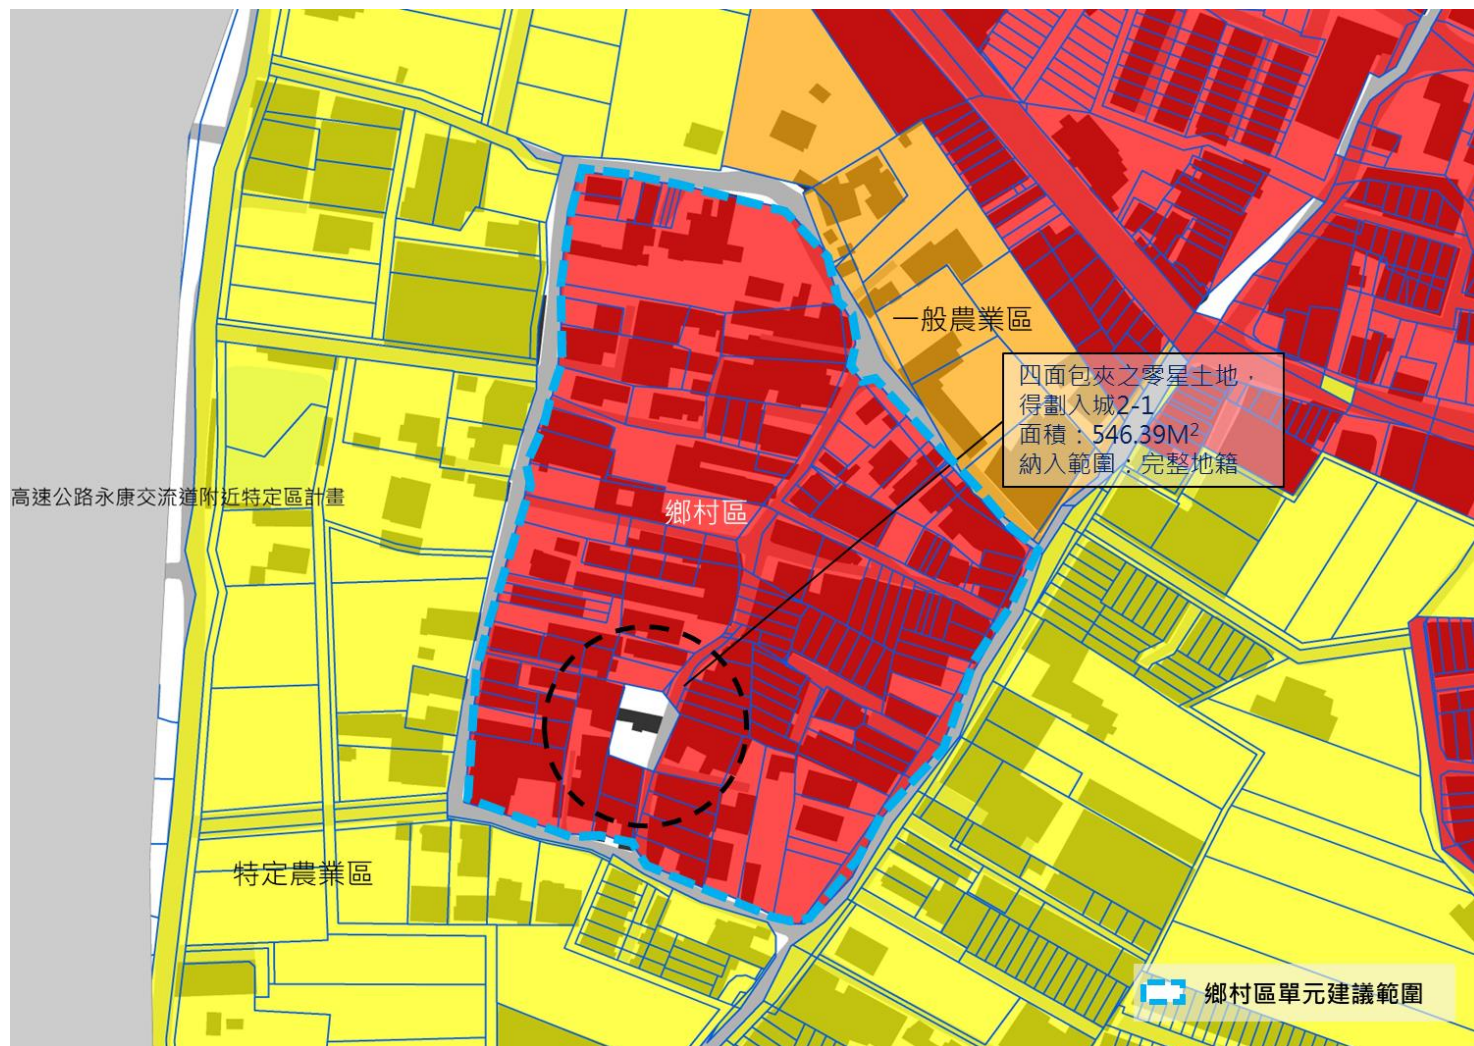 一般農業區
四面包夾之零星土地，
得劃入城2-1
面積：546.39M²
納入範圍：完整地籍
高速公路永康交流道附近特定區計畫
鄉村區
特定農業區
鄉村區單元建議範圍